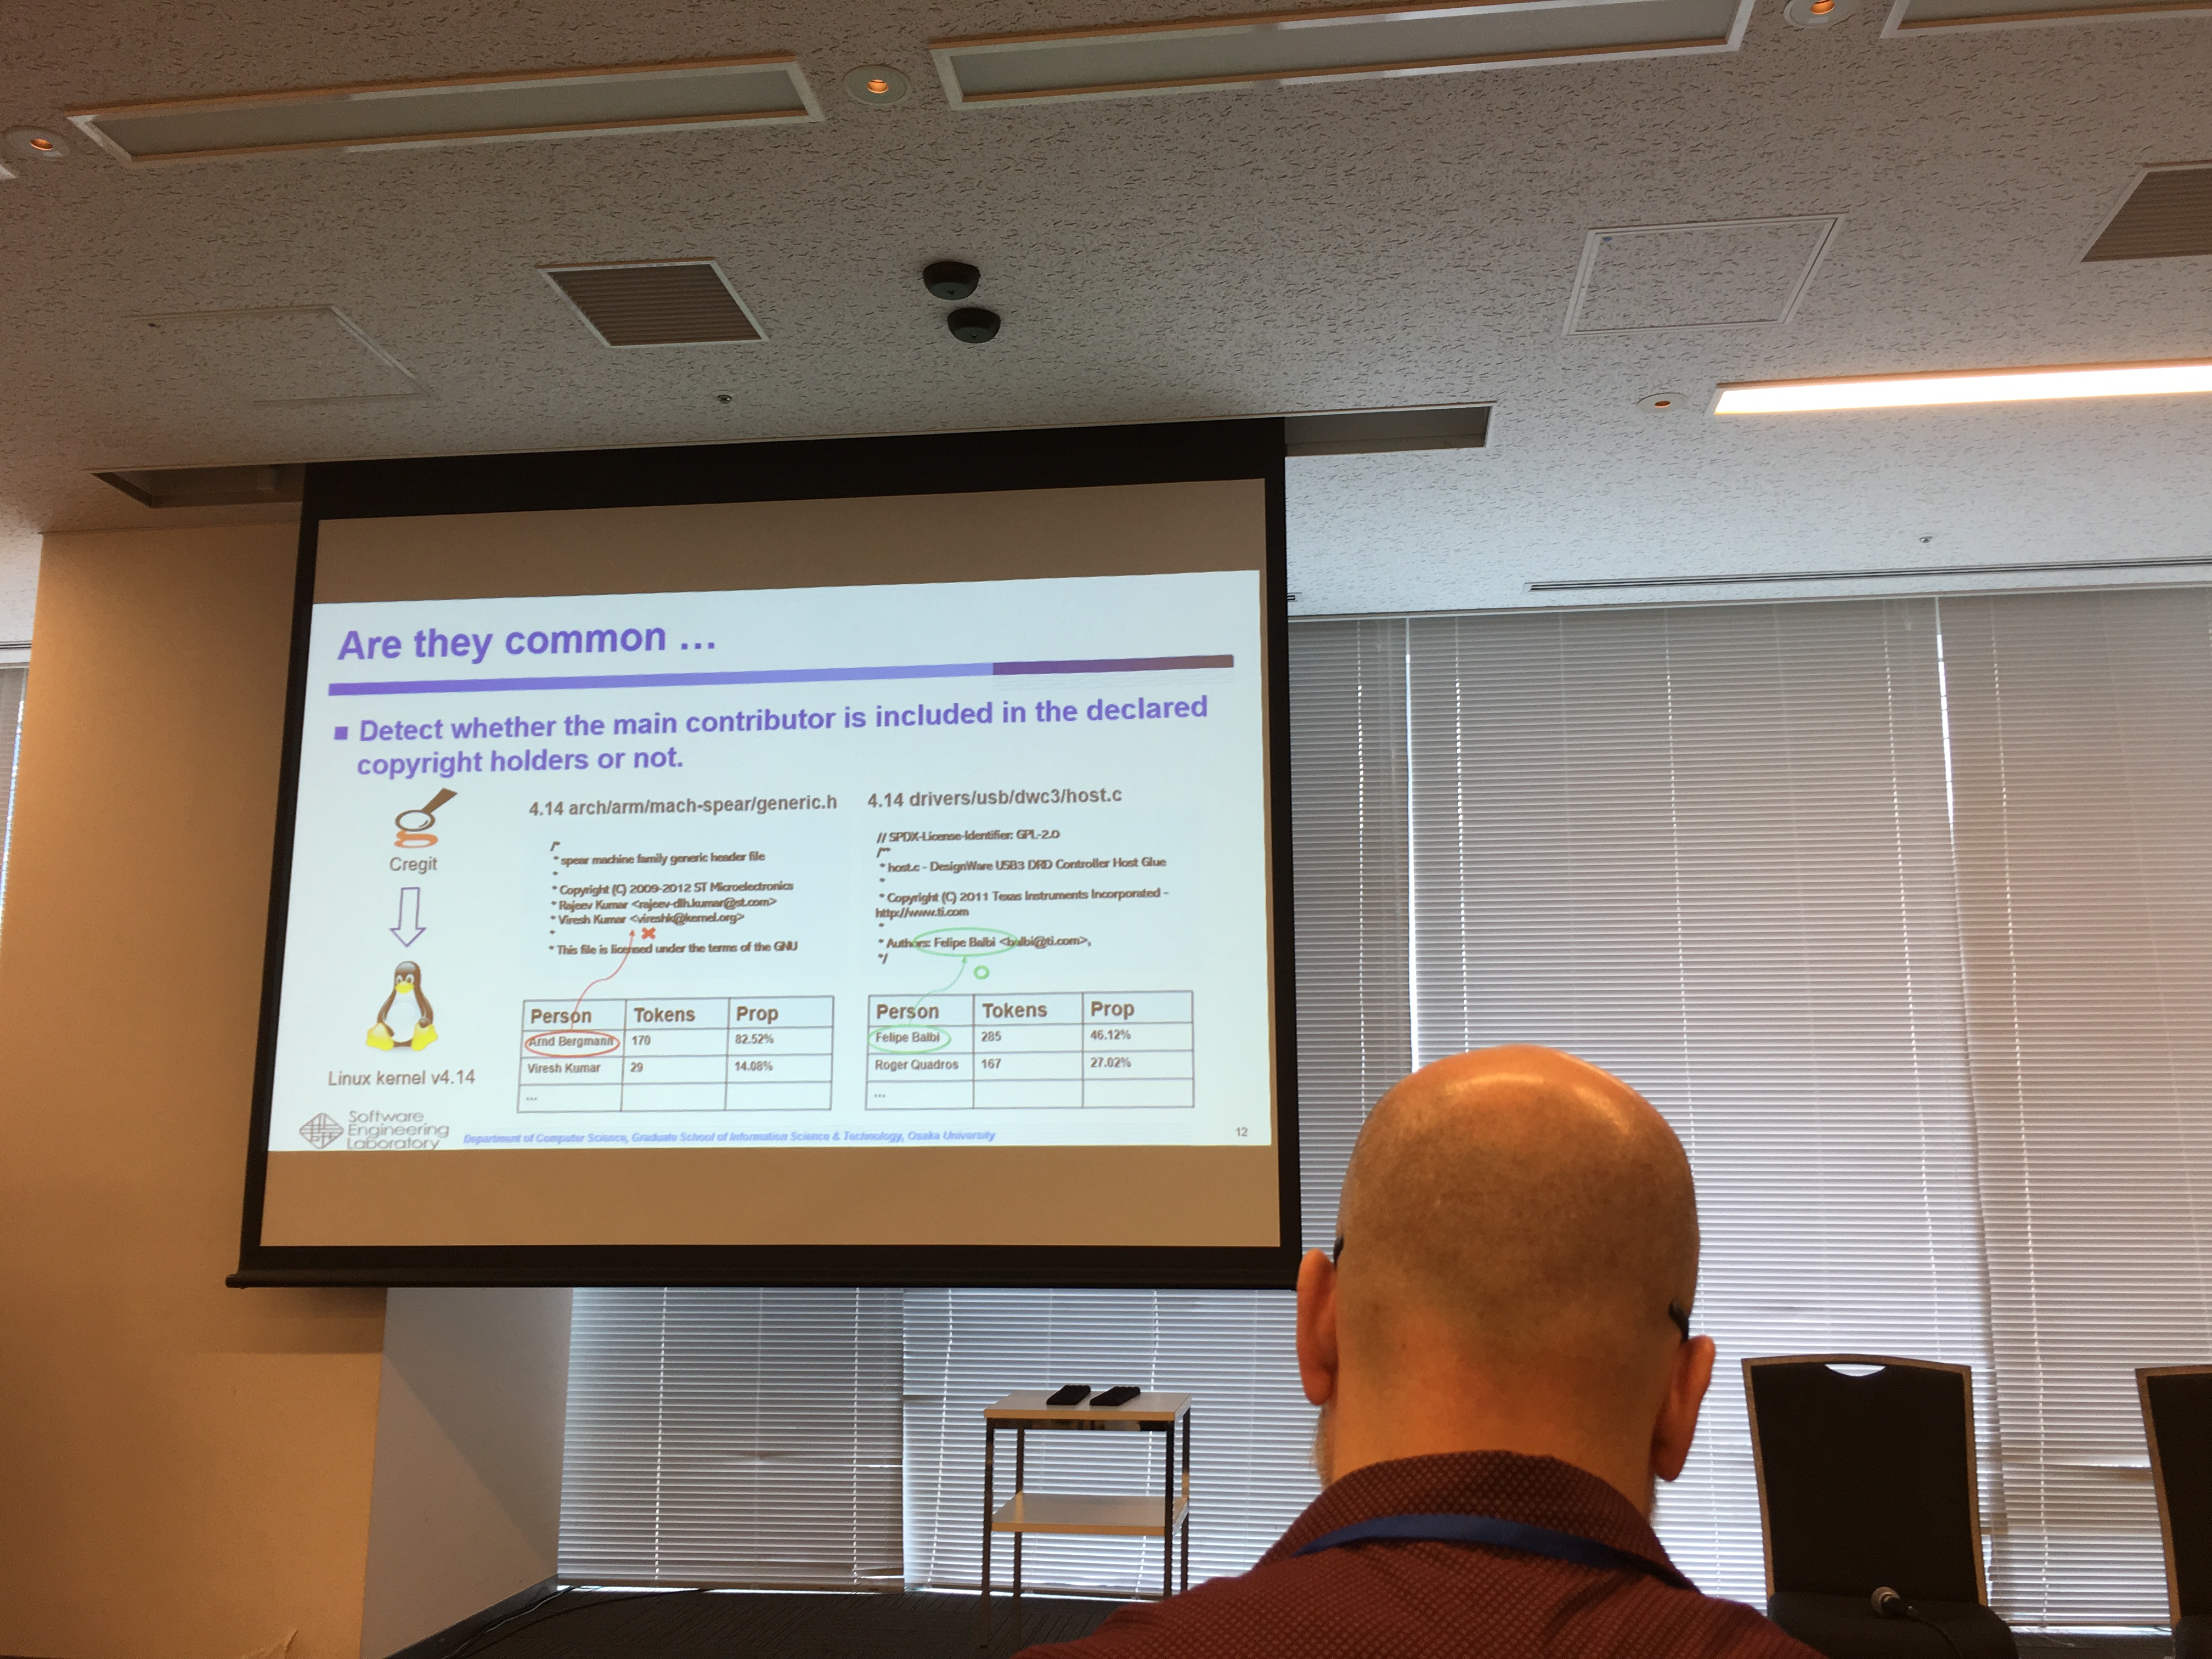 Are they common ...
■ Detect whether the main contributor is included in the declared
copyright holders or not.
Cregit
Linux kernel v4.14
4.14 arch/arm/mach-spear/generic.h
/*
* spear machine family generic header file
*
* Copyright (C) 2009-2012 ST Microelectronics
* Rajeev Kumar <rajeev-dlh.kumar@st.com>
* Viresh Kumar <vireshk@kernel.org>
*
* This file is licensed under the terms of the GNU
Person Tokens Prop
Arnd Bergmann 170 82.52%
Viresh Kumar 29 14.08%
...
4.14 drivers/usb/dwc3/host.c
// SPDX-License-Identifier: GPL-2.0
/**
* host.c - DesignWare USB3 DRD Controller Host Glue
*
* Copyright (C) 2011 Texas Instruments Incorporated -
http://www.ti.com
*
* Authors: Felipe Balbi <balbi@ti.com>,
*/
Person Tokens Prop
Felipe Balbi 285 46.12%
Roger Quadros 167 27.02%
...
Software
Engineering
Laboratory
Department of Computer Science, Graduate School of Information Science & Technology, Osaka University
12